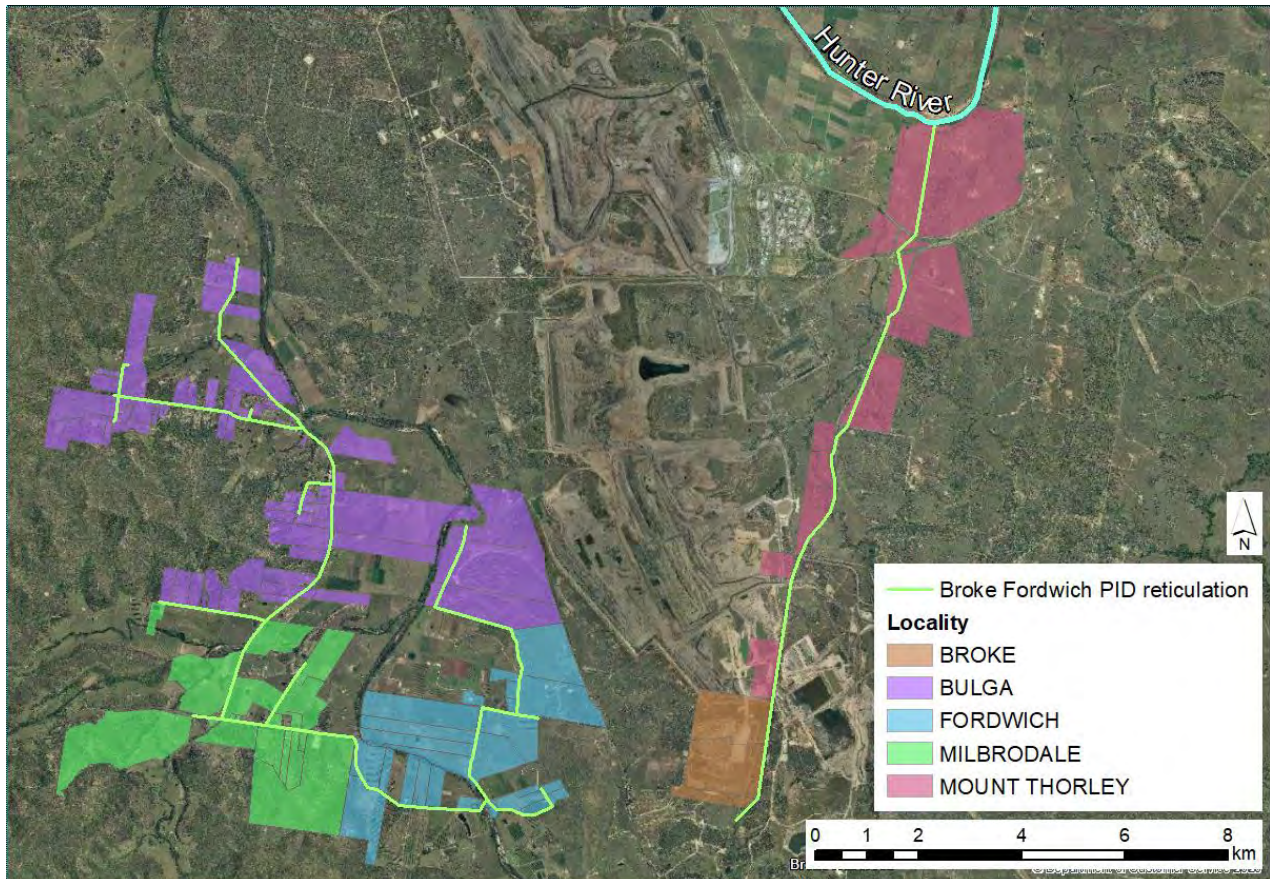 Hunter River
N
Broke Fordwich PID reticulation
Locality
BROKE
BULGA
FORDWICH
MILBRODALE
MOUNT THORLEY
0 1 2 4 6 8
km